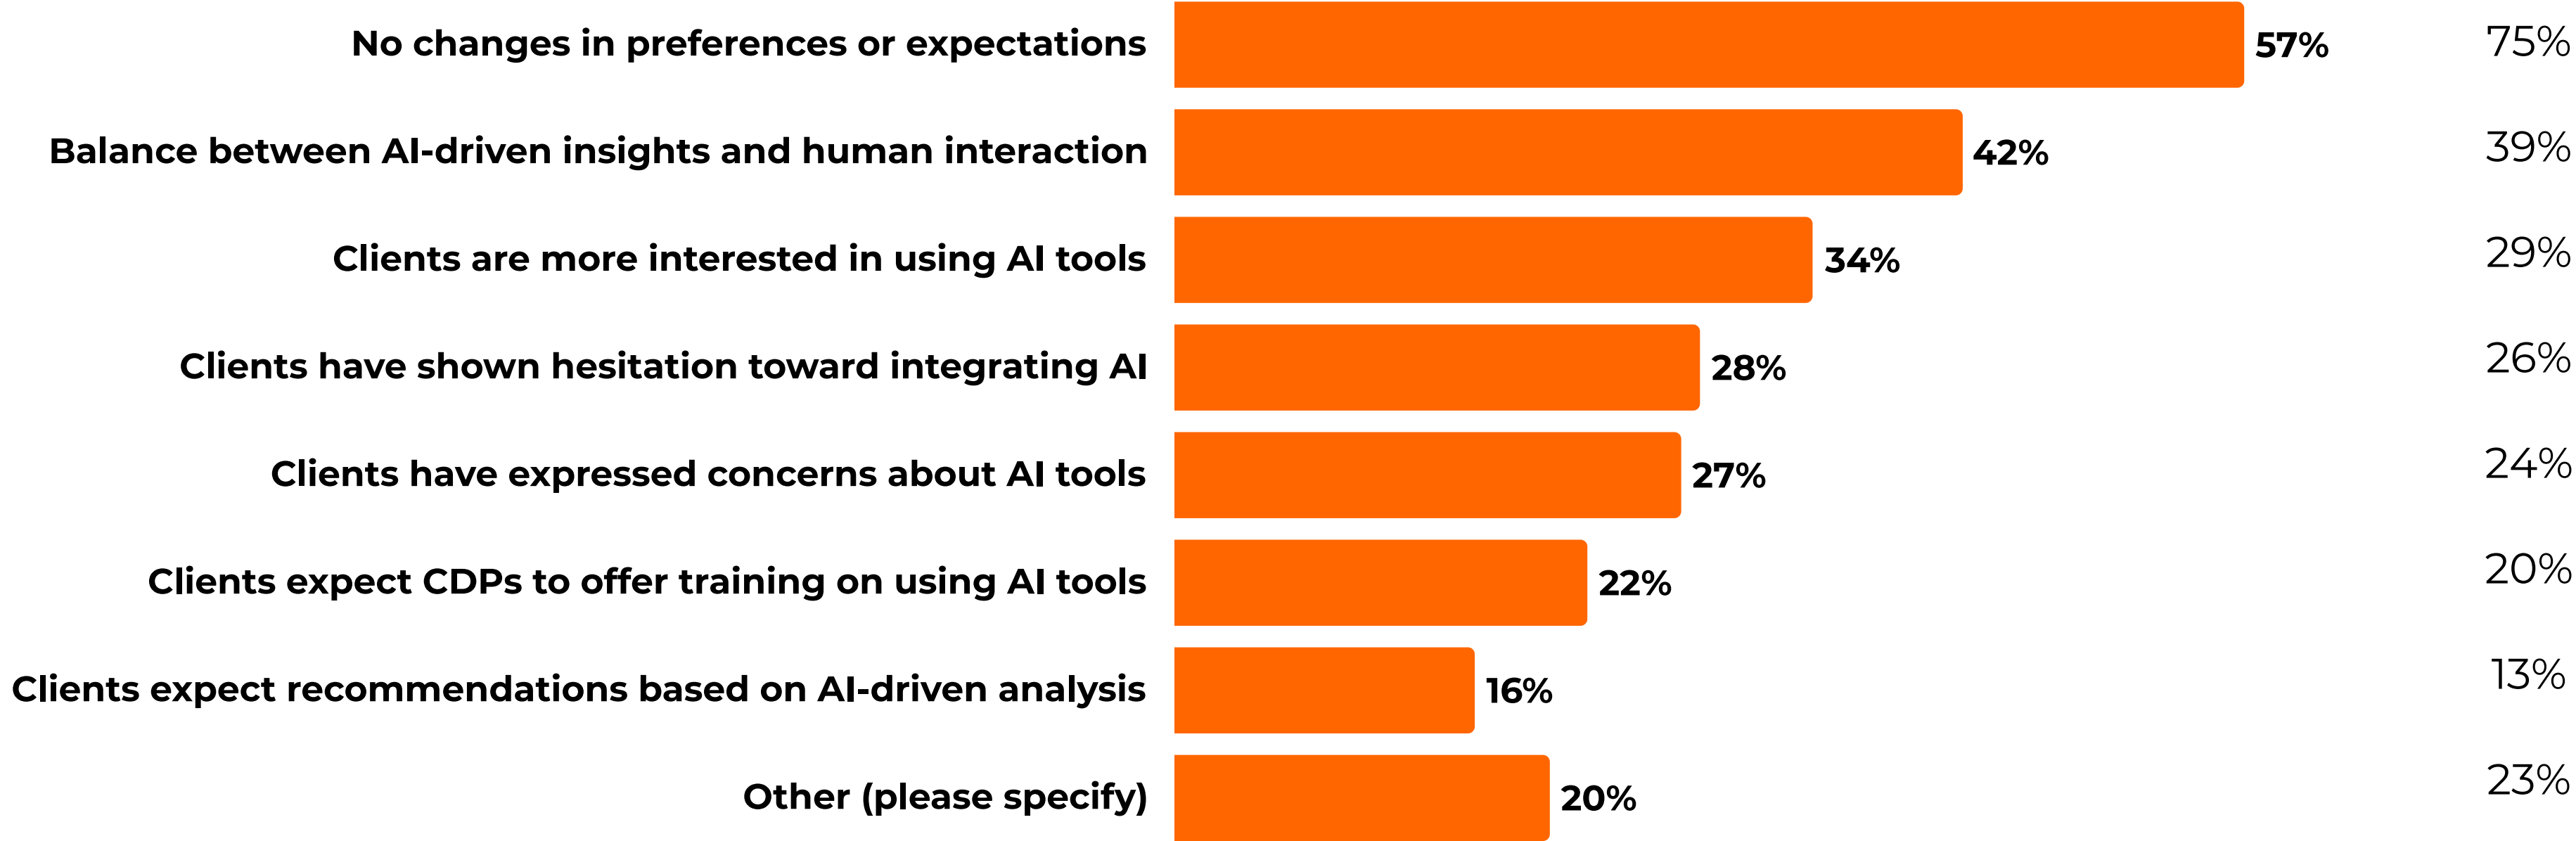 No changes in preferences or expectations 57% 75%
Balance between AI-driven insights and human interaction 42% 39%
Clients are more interested in using AI tools 34% 29%
Clients have shown hesitation toward integrating AI 28% 26%
Clients have expressed concerns about AI tools 27% 24%
Clients expect CDPs to offer training on using AI tools 22% 20%
Clients expect recommendations based on AI-driven analysis 16% 13%
Other (please specify) 20% 23%